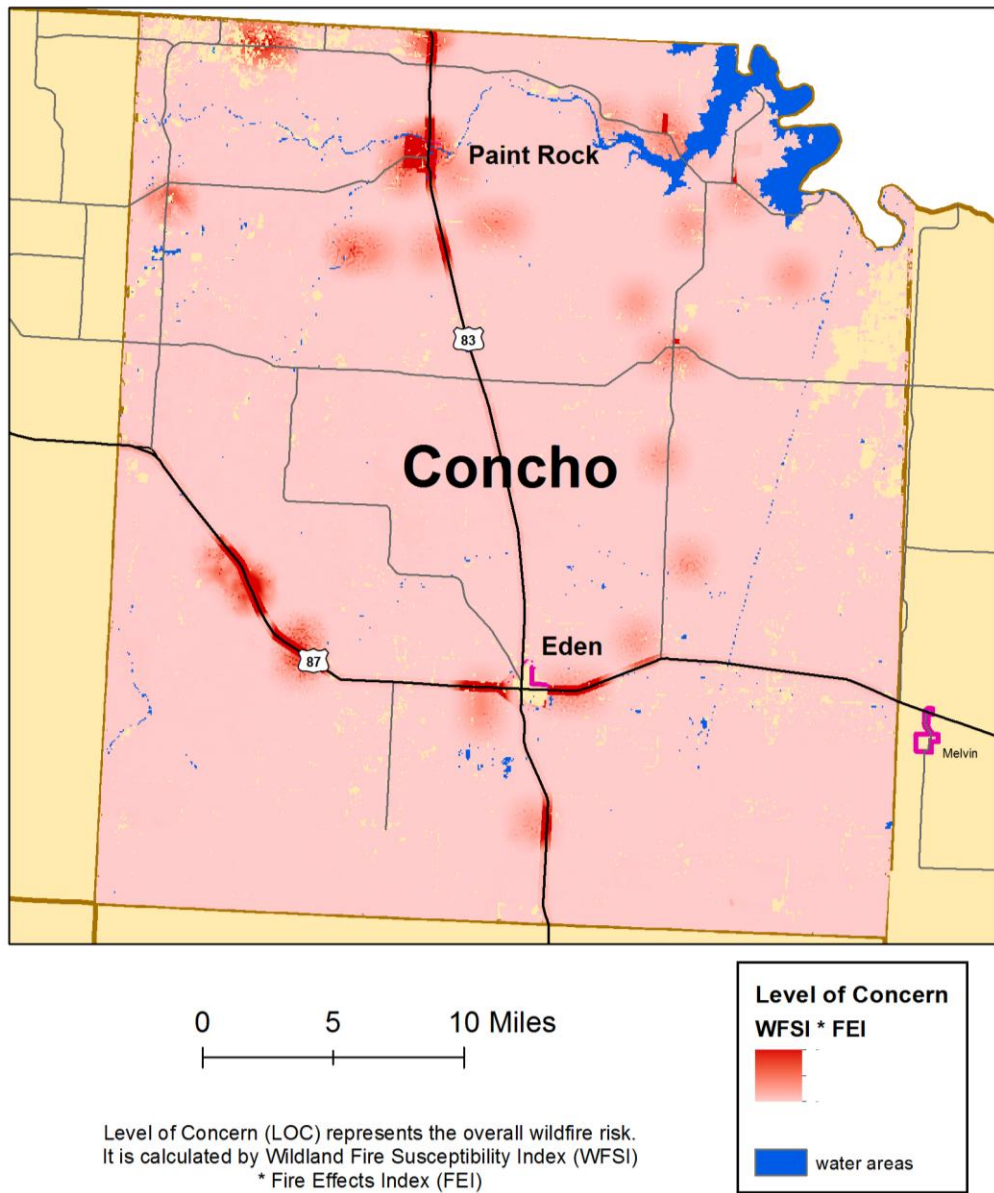 Paint Rock
83
Concho
Eden
87
Melvin
0 5 10 Miles
Level of Concern (LOC) represents the overall wildfire risk.
It is calculated by Wildland Fire Susceptibility Index (WFSI)
* Fire Effects Index (FEI)
Level of Concern
WFSI * FEI
water areas